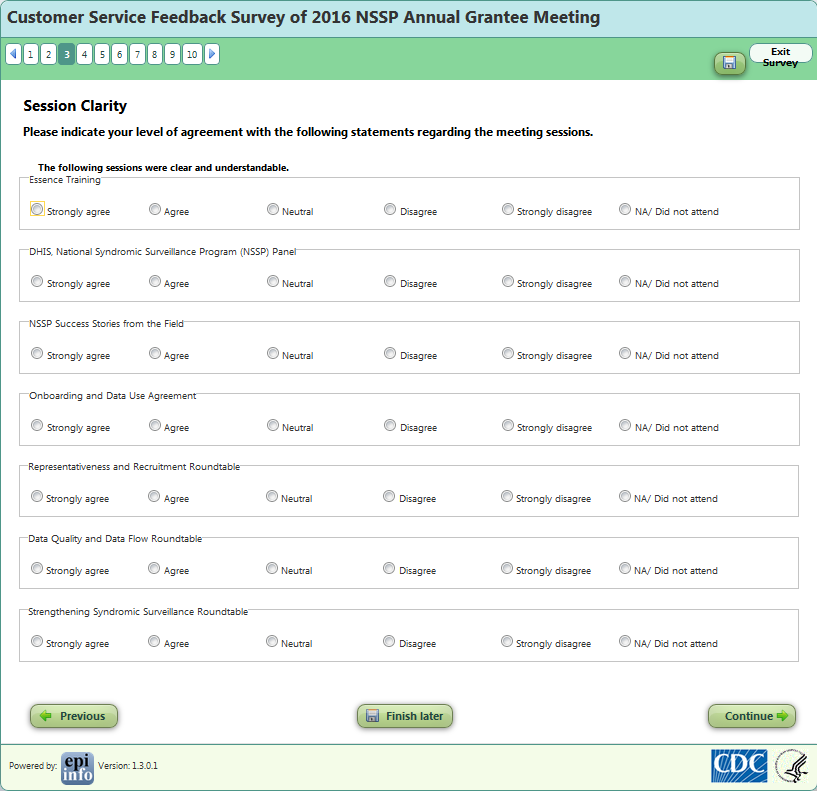 Customer Service Feedback Survey of 2016 NSSP Annual Grantee Meeting
1 2 3 4 5 6 7 8 9 10
Exit
Survey
Session Clarity
Please indicate your level of agreement with the following statements regarding the meeting sessions.
The following sessions were clear and understandable.
Essence Training
Strongly agree Agree Neutral Disagree Strongly disagree NA/ Did not attend
DHIS, National Syndromic Surveillance Program (NSSP) Panel
Strongly agree Agree Neutral Disagree Strongly disagree NA/ Did not attend
NSSP Success Stories from the Field
Strongly agree Agree Neutral Disagree Strongly disagree NA/ Did not attend
Onboarding and Data Use Agreement
Strongly agree Agree Neutral Disagree Strongly disagree NA/ Did not attend
Representativeness and Recruitment Roundtable
Strongly agree Agree Neutral Disagree Strongly disagree NA/ Did not attend
Data Quality and Data Flow Roundtable
Strongly agree Agree Neutral Disagree Strongly disagree NA/ Did not attend
Strengthening Syndromic Surveillance Roundtable
Strongly agree Agree Neutral Disagree Strongly disagree NA/ Did not attend
Previous Finish later Continue
Powered by: epi info Version: 1.3.0.1 CDC